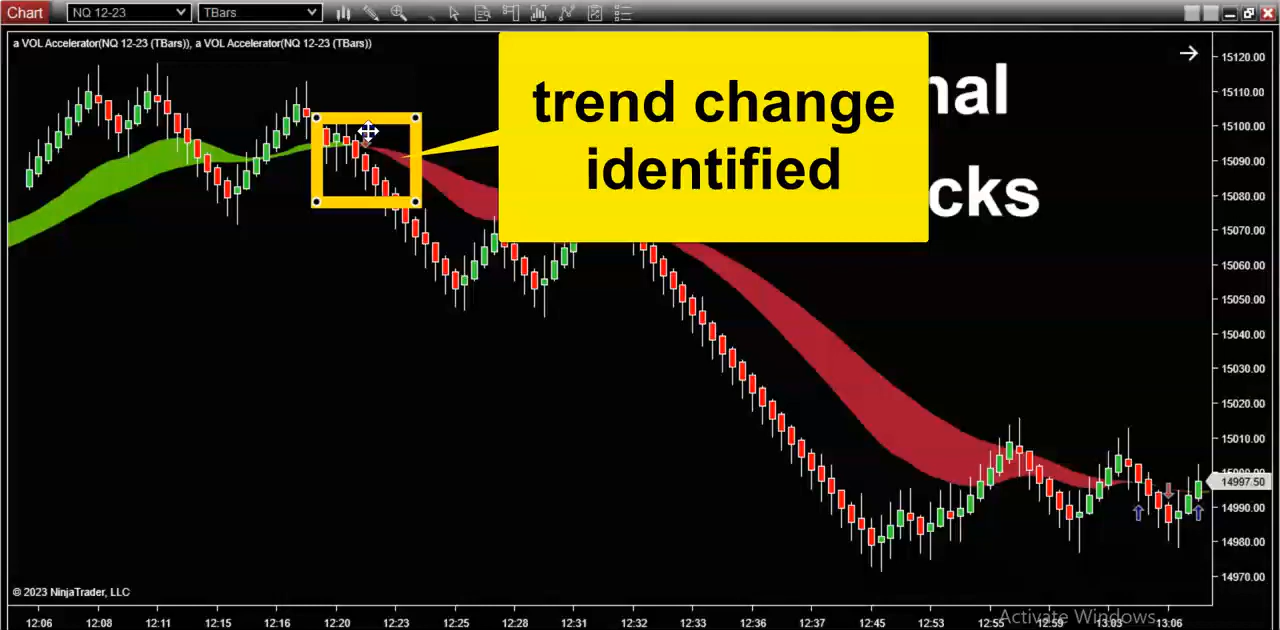 Chart NQ 12-23 TBars
a VOL Accelerator(NQ 12-23 (TBars)), a VOL Accelerator(NQ 12-23 (TBars))
trend change
identified
nal
cks
15120.00
15110.00
15100.00
15090.00
15080.00
15070.00
15060.00
15050.00
15040.00
15030.00
15020.00
15010.00
14997.50
14990.00
14980.00
14970.00
© 2023 NinjaTrader, LLC
Activate Windows
12:06 12:08 12:11 12:15 12:16 12:18 12:20 12:23 12:25 12:28 12:31 12:32 12:33 12:36 12:37 12:45 12:53 12:55 12:59 13:03 13:06